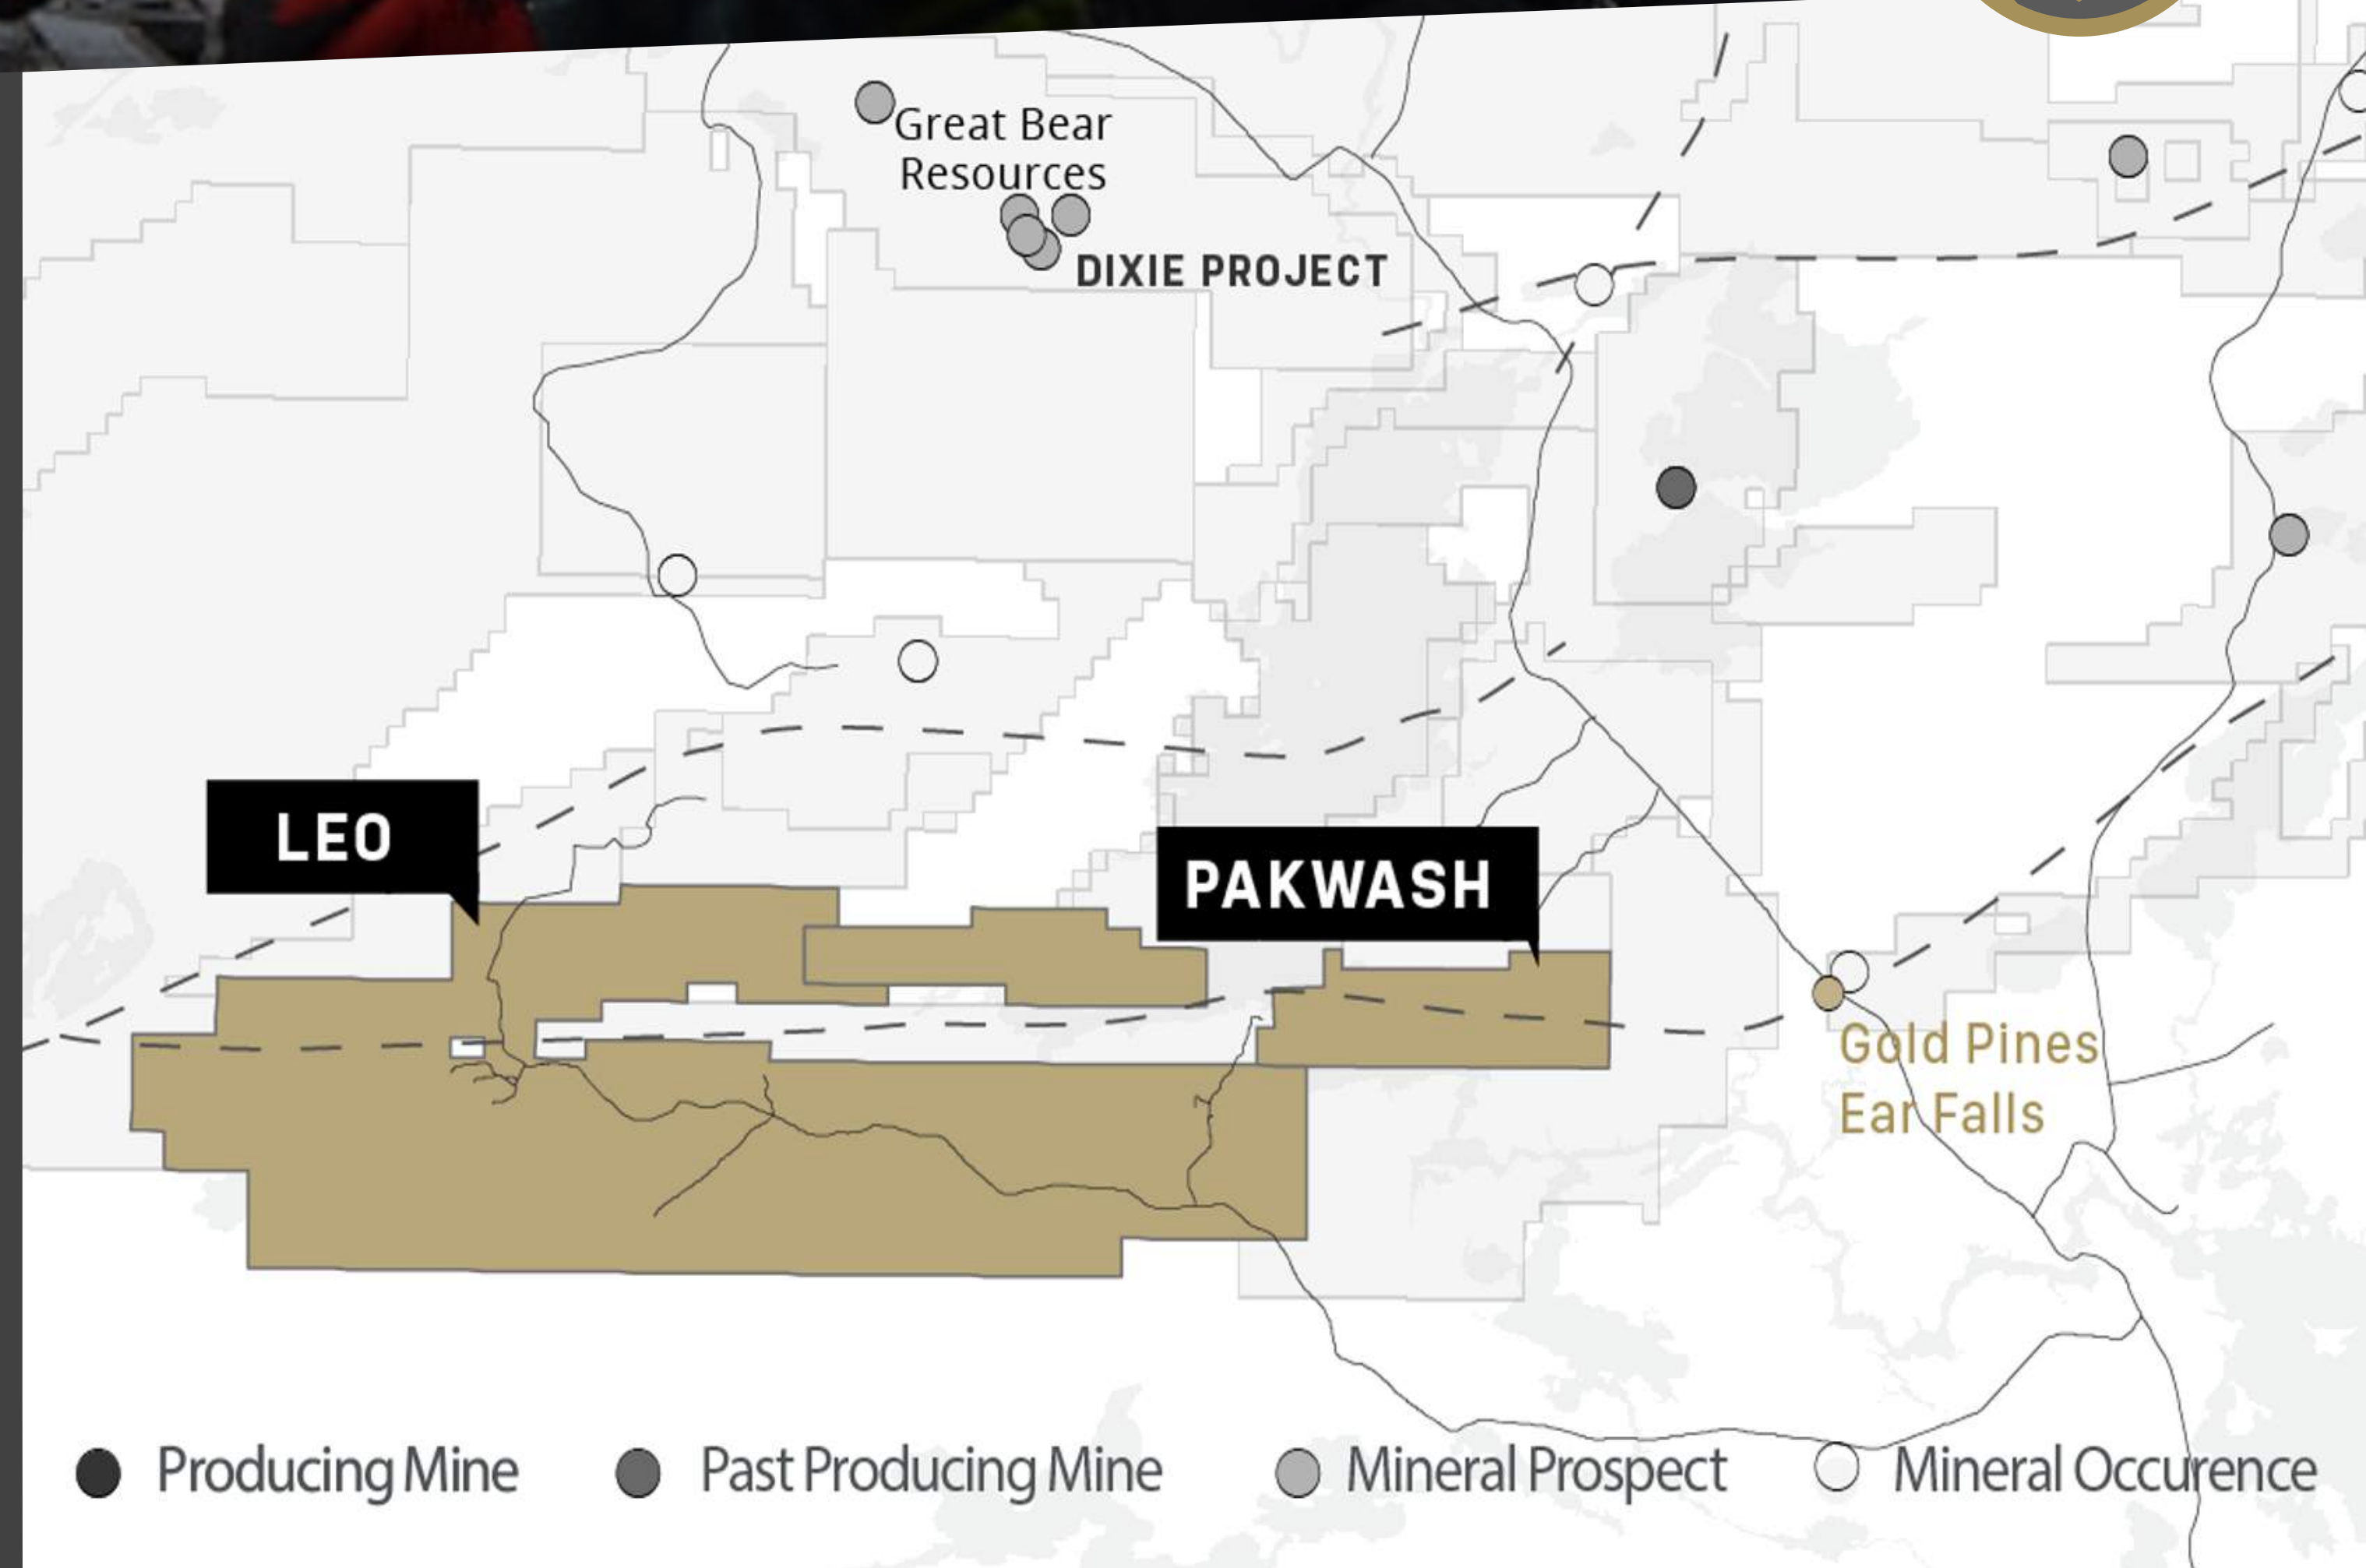 Great Bear
Resources
DIXIE PROJECT
LEO
PAKWASH
Gold Pines
Ear Falls
Producing Mine
Past Producing Mine
Mineral Prospect
Mineral Occurence